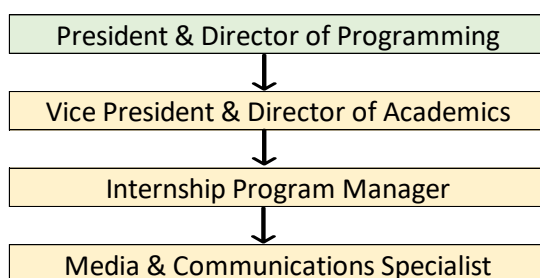 President & Director of Programming
Vice President & Director of Academics
Internship Program Manager
Media & Communications Specialist